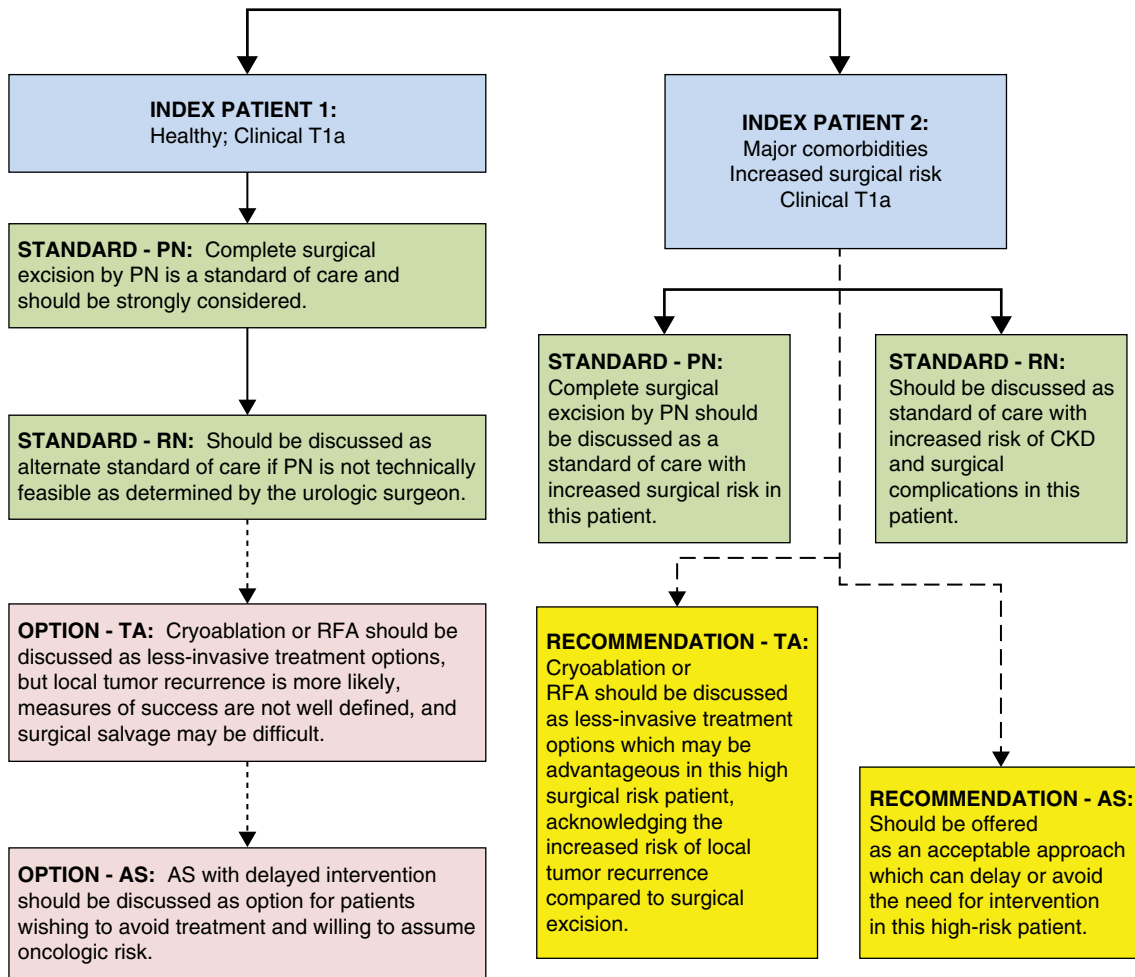 INDEX PATIENT 1:
Healthy; Clinical T1a
STANDARD - PN: Complete surgical
excision by PN is a standard of care and
should be strongly considered.
STANDARD - RN: Should be discussed as
alternate standard of care if PN is not technically
feasible as determined by the urologic surgeon.
OPTION - TA: Cryoablation or RFA should be
discussed as less-invasive treatment options,
but local tumor recurrence is more likely,
measures of success are not well defined, and
surgical salvage may be difficult.
OPTION - AS: AS with delayed intervention
should be discussed as option for patients
wishing to avoid treatment and willing to assume
oncologic risk.
INDEX PATIENT 2:
Major comorbidities
Increased surgical risk
Clinical T1a
STANDARD - PN:
Complete surgical
excision by PN should
be discussed as a
standard of care with
increased surgical risk in
this patient.
STANDARD - RN:
Should be discussed as
standard of care with
increased risk of CKD
and surgical
complications in this
patient.
RECOMMENDATION - TA:
Cryoablation or
RFA should be discussed
as less-invasive treatment
options which may be
advantageous in this high
surgical risk patient,
acknowledging the
increased risk of local
tumor recurrence
compared to surgical
excision.
RECOMMENDATION - AS:
Should be offered
as an acceptable approach
which can delay or avoid
the need for intervention
in this high-risk patient.